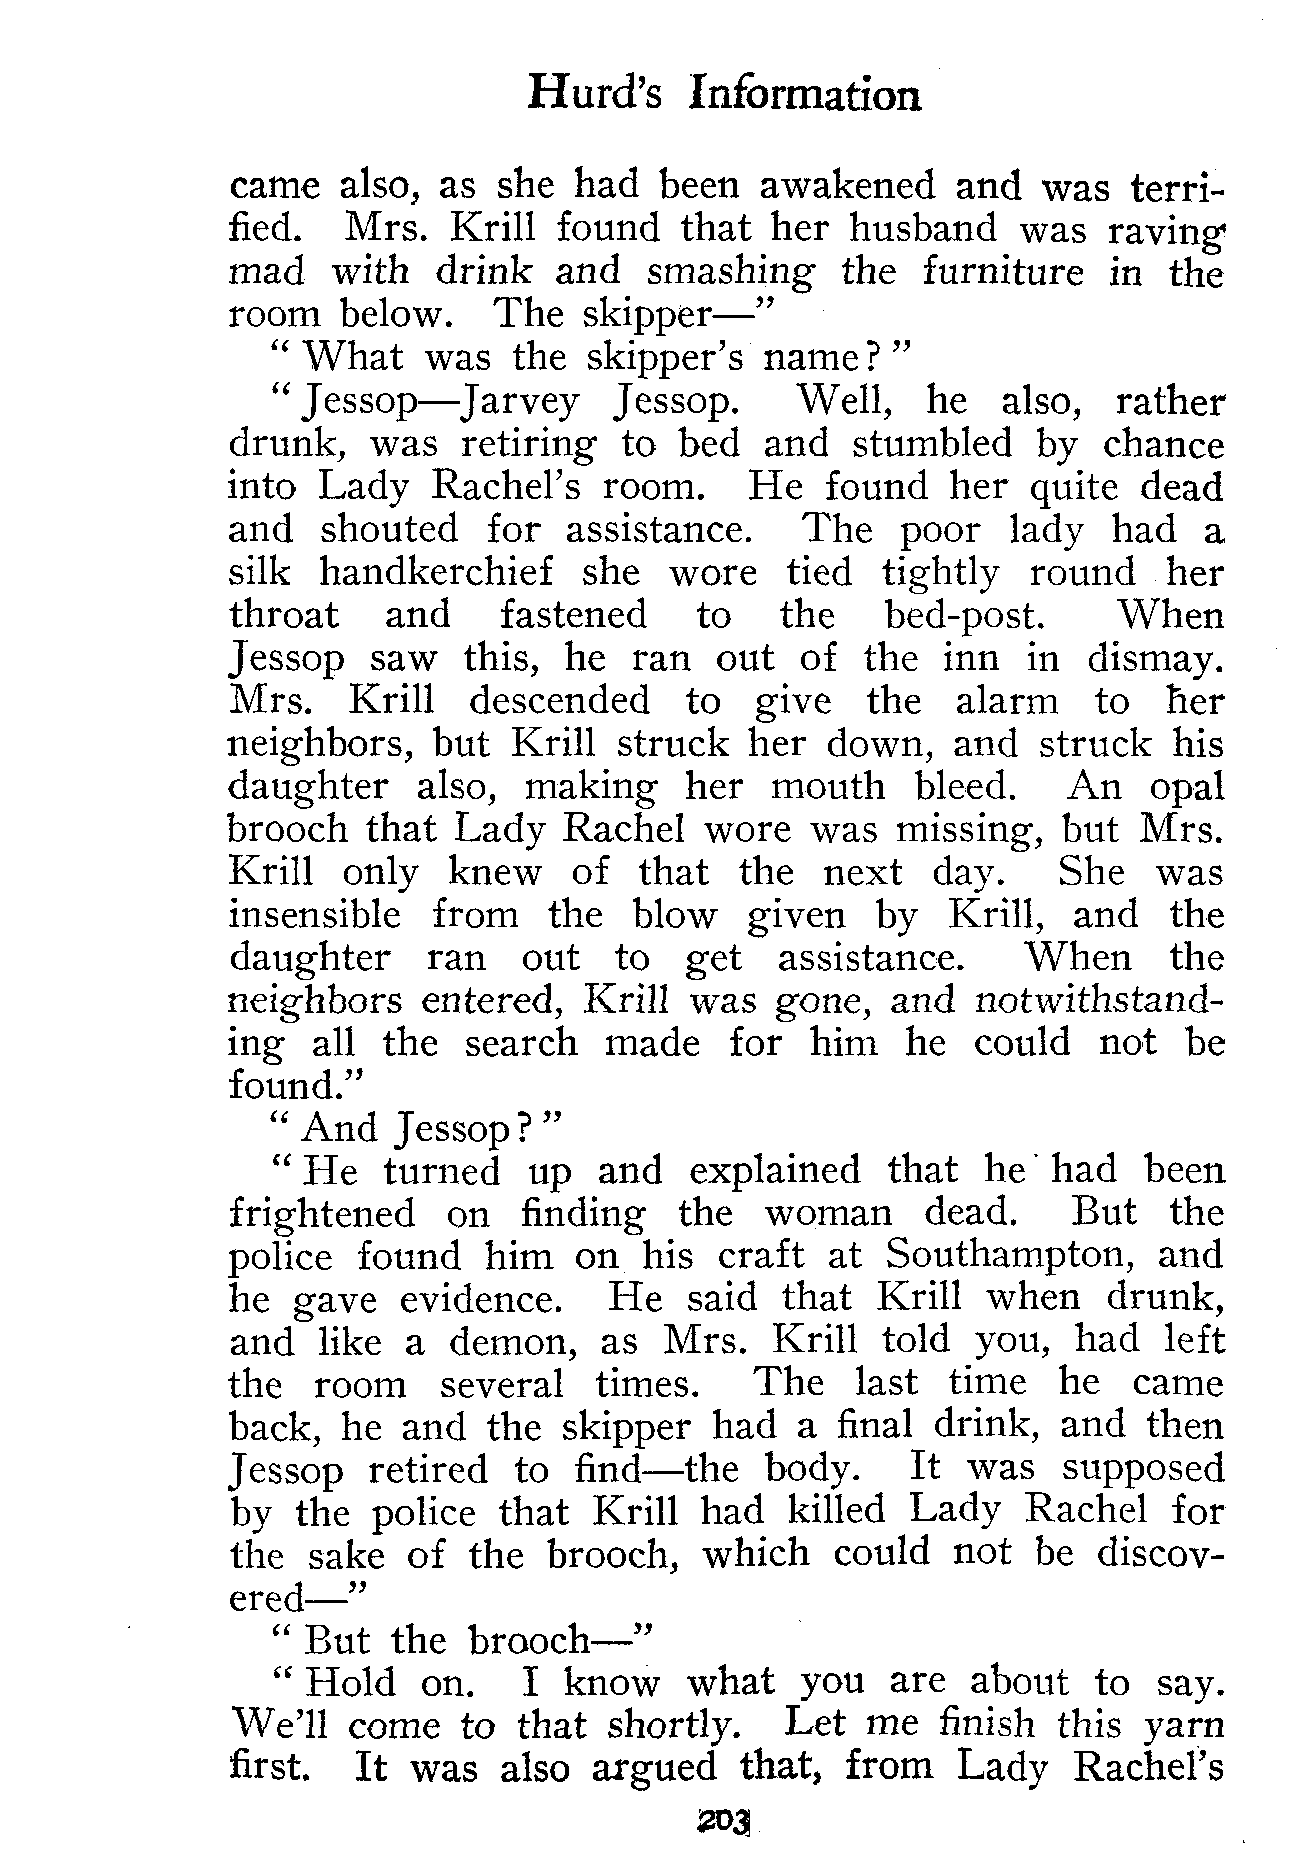 Hurd's Information
came also, as she had been awakened and was terri-
fied. Mrs. Krill found that her husband was raving
mad with drink and smashing the furniture in the
room below. The skipper—"
" What was the skipper's name? "
" Jessop—Jarvey Jessop. Well, he also, rather
drunk, was retiring to bed and stumbled by chance
into Lady Rachel's room. He found her quite dead
and shouted for assistance. The poor lady had a
silk handkerchief she wore tied tightly round her
throat and fastened to the bed-post. When
Jessop saw this, he ran out of the inn in dismay.
Mrs. Krill descended to give the alarm to her
neighbors, but Krill struck her down, and struck his
daughter also, making her mouth bleed. An opal
brooch that Lady Rachel wore was missing, but Mrs.
Krill only knew of that the next day. She was
insensible from the blow given by Krill, and the
daughter ran out to get assistance. When the
neighbors entered, Krill was gone, and notwithstand-
ing all the search made for him he could not be
found."
" And Jessop? "
" He turned up and explained that he had been
frightened on finding the woman dead. But the
police found him on his craft at Southampton, and
he gave evidence. He said that Krill when drunk,
and like a demon, as Mrs. Krill told you, had left
the room several times. The last time he came
back, he and the skipper had a final drink, and then
Jessop retired to find—the body. It was supposed
by the police that Krill had killed Lady Rachel for
the sake of the brooch, which could not be discov-
ered—"
" But the brooch—"
" Hold on. I know what you are about to say.
We'll come to that shortly. Let me finish this yarn
first. It was also argued that, from Lady Rachel's
203